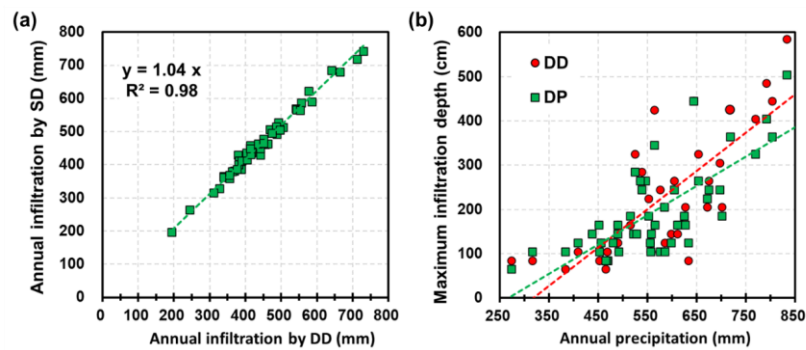 (a)
800
700
600
500
400
300
200
100
0
y = 1.04 x
R² = 0.98
Annual infiltration by SD (mm)
0 100 200 300 400 500 600 700 800
Annual infiltration by DD (mm)
(b)
600
500
400
300
200
100
0
DD
DP
Maximum infiltration depth (cm)
250 350 450 550 650 750 850
Annual precipitation (mm)